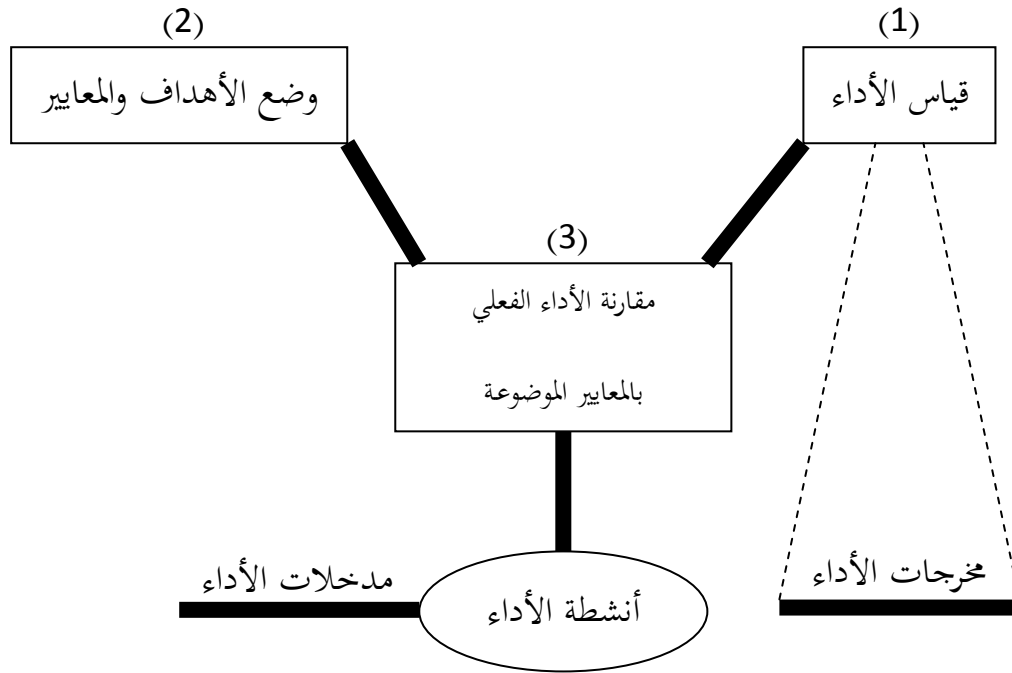 (1)
قياس الأداء
(2)
وضع الأهداف والمعايير
(3)
مقارنة الأداء الفعلي
بالمعايير الموضوعة
مخرجات الأداء
أنشطة الأداء
مدخلات الأداء